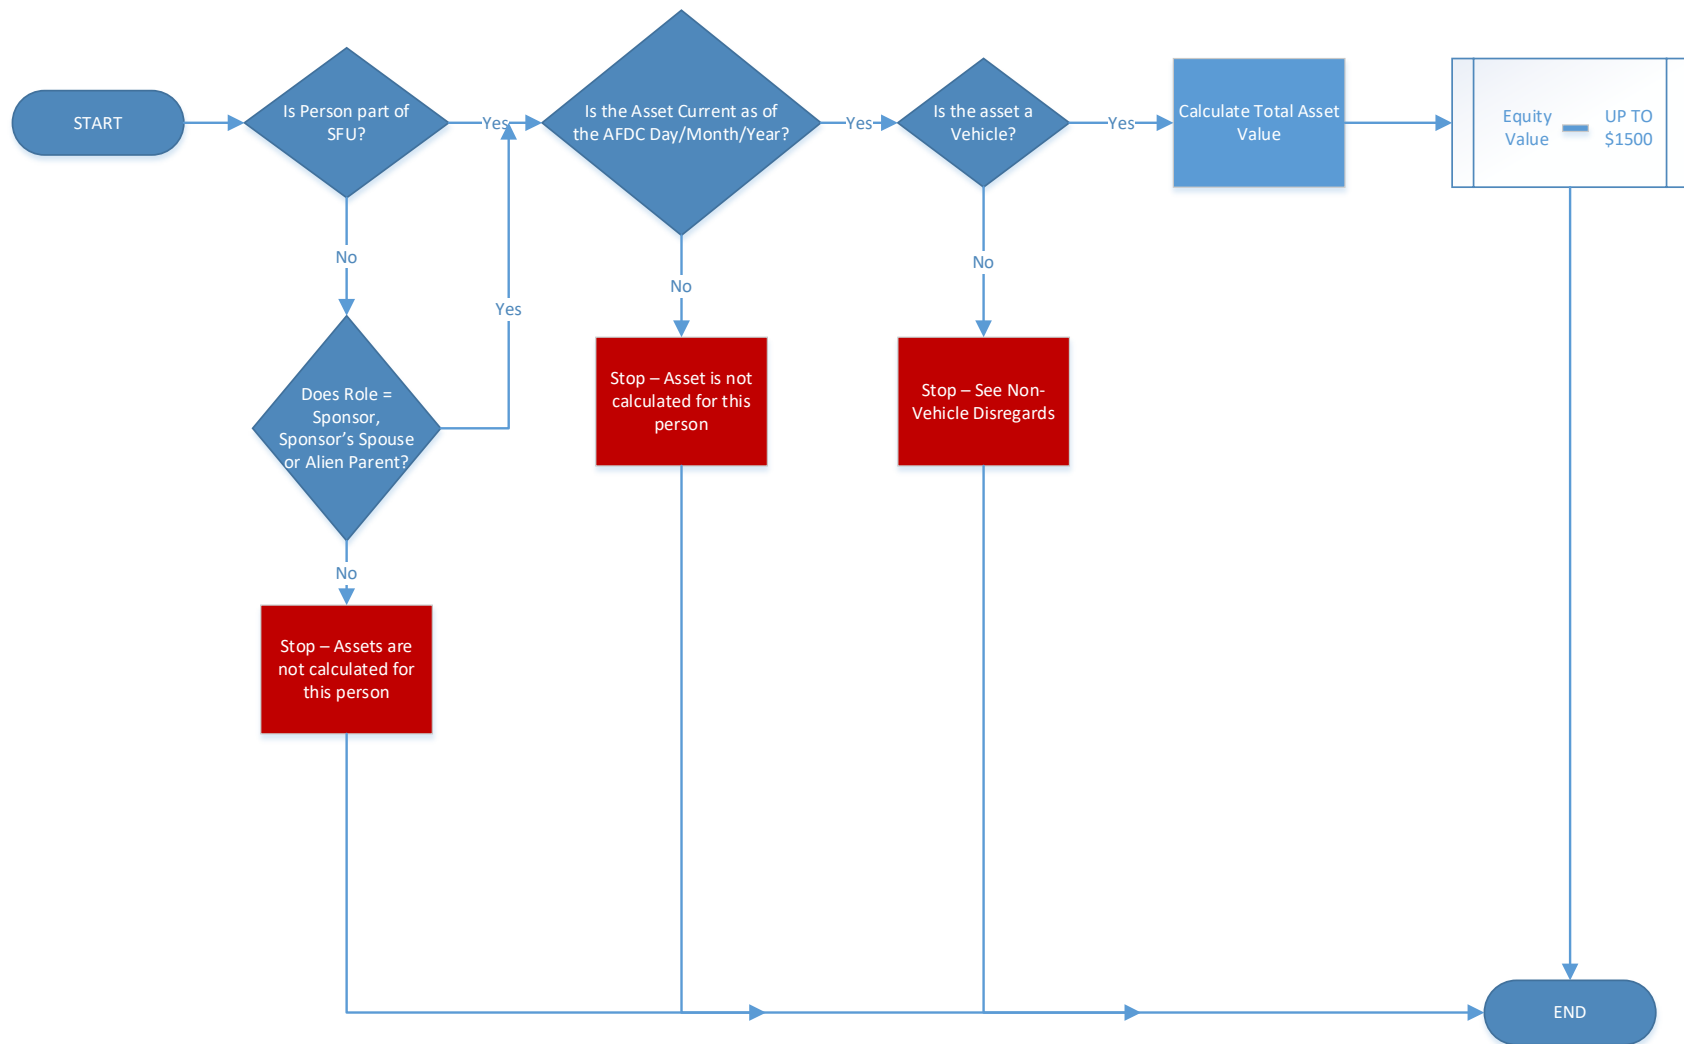 START
Is Person part of
SFU?
Yes
Is the Asset Current as of
the AFDC Day/Month/Year?
Yes
Is the asset a
Vehicle?
Yes
Calculate Total Asset
Value
Equity
Value
UP TO
$1500
No
No
No
Yes
Does Role =
Sponsor,
Sponsor's Spouse
or Alien Parent?
Stop – Asset is not
calculated for this
person
Stop – See Non-
Vehicle Disregards
No
Stop – Assets are
not calculated for
this person
END